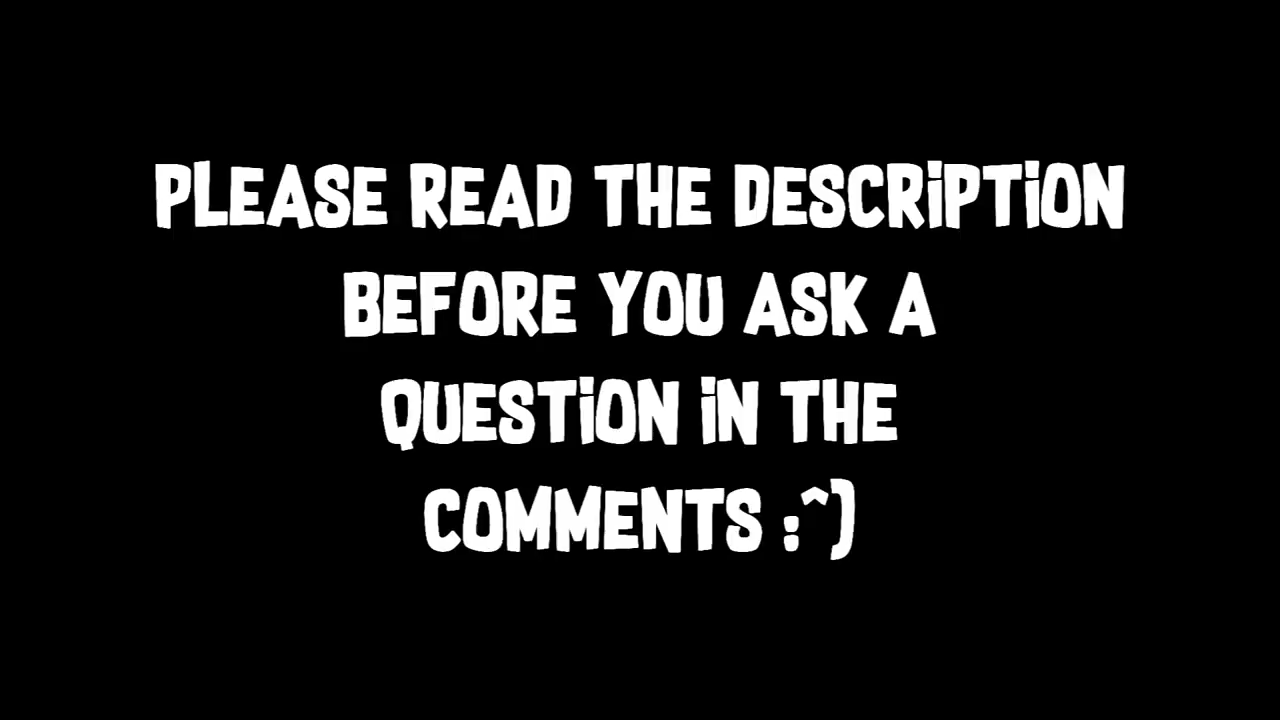 PLEASE READ THE DESCRiPTiON
BEFORE YOU ASK A
QUESTiON iN THE
COMMENTS :^)